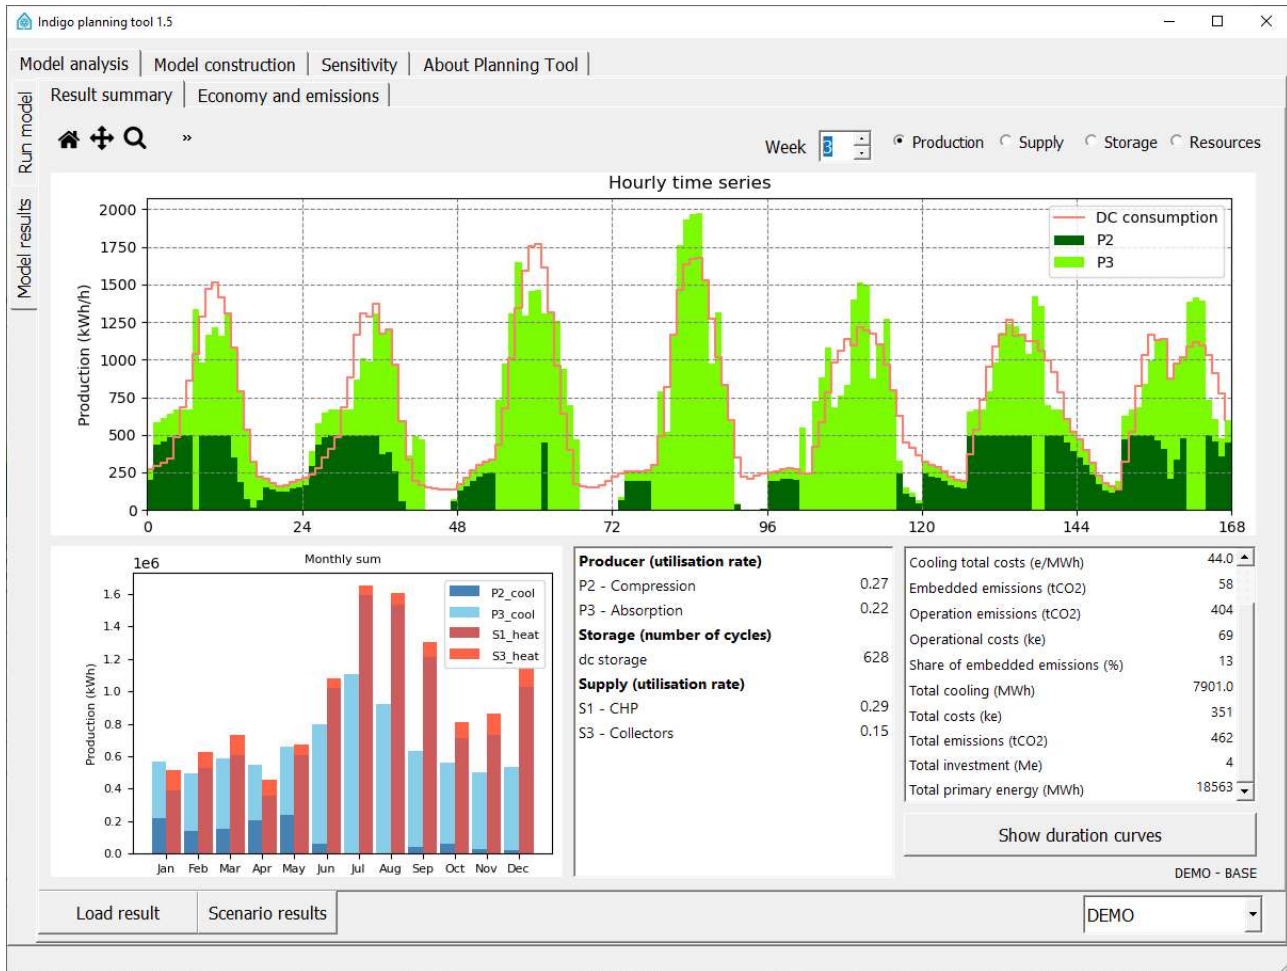 Indigo planning tool 1.5
Model analysis
Model construction
Sensitivity
About Planning Tool
Run model
Model results
Result summary
Economy and emissions
»
Week
3
Production
Supply
Storage
Resources
Hourly time series
Production (kWh/h)
2000
1750
1500
1250
1000
750
500
250
0
DC consumption
P2
P3
0 24 48 72 96 120 144 168
Monthly sum
1e6
Production (kWh)
1.6
1.4
1.2
1.0
0.8
0.6
0.4
0.2
0.0
P2_cool
P3_cool
S1_heat
S3_heat
Jan Feb Mar Apr May Jun Jul Aug Sep Oct Nov Dec
Producer (utilisation rate)
P2 - Compression 0.27
P3 - Absorption 0.22
Storage (number of cycles)
dc storage 628
Supply (utilisation rate)
S1 - CHP 0.29
S3 - Collectors 0.15
Cooling total costs (e/MWh) 44.0
Embedded emissions (tCO2) 58
Operation emissions (tCO2) 404
Operational costs (ke) 69
Share of embedded emissions (%) 13
Total cooling (MWh) 7901.0
Total costs (ke) 351
Total emissions (tCO2) 462
Total investment (Me) 4
Total primary energy (MWh) 18563
Show duration curves
DEMO - BASE
Load result
Scenario results
DEMO